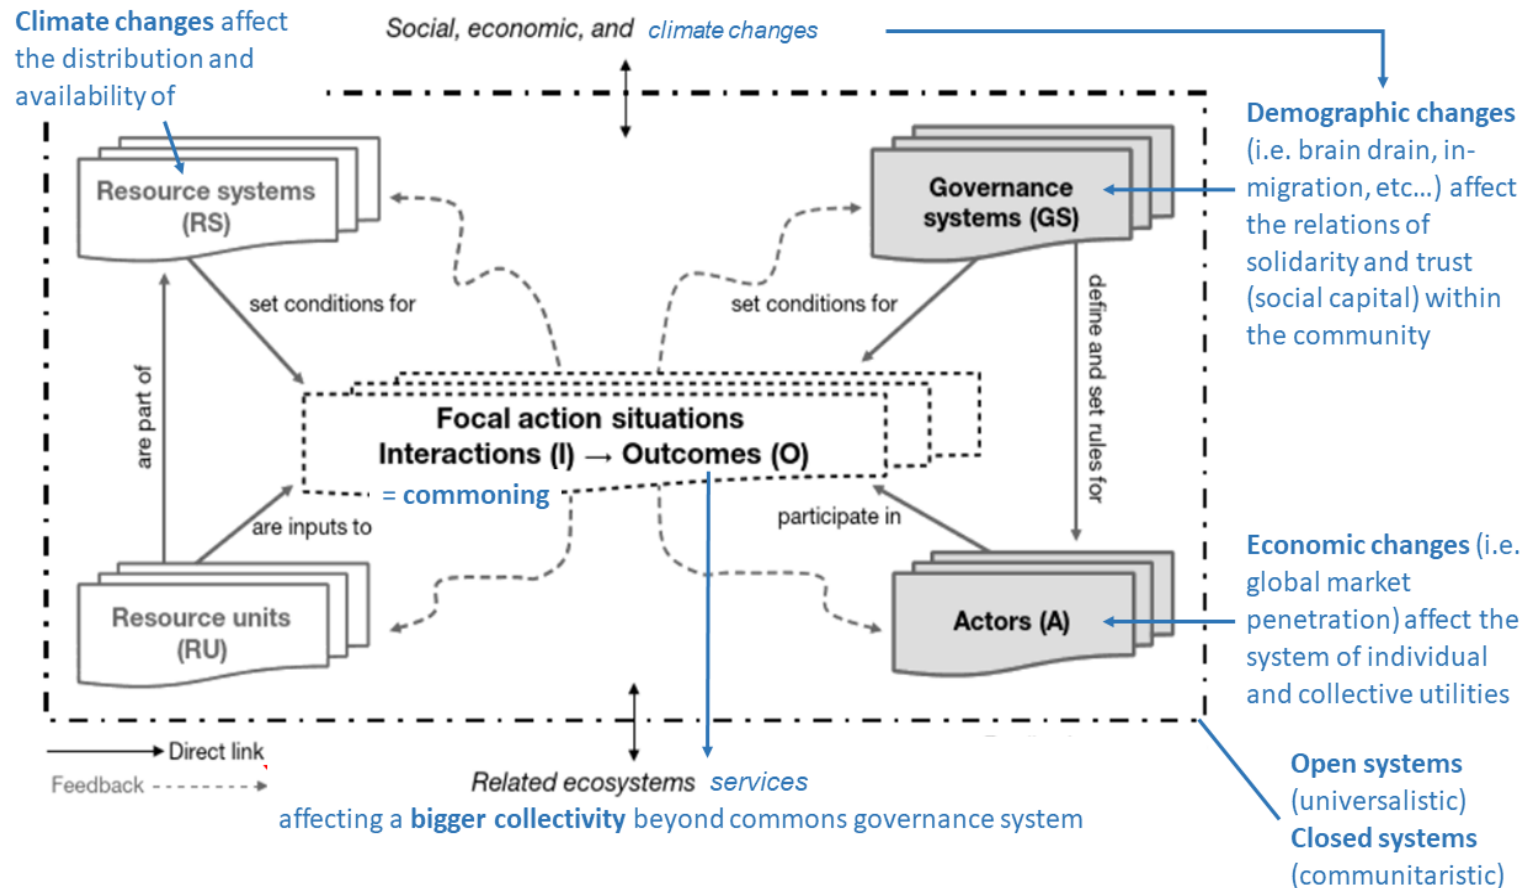 Climate changes affect
the distribution and
availability of
Social, economic, and climate changes
Demographic changes
(i.e. brain drain, in-
migration, etc...) affect
the relations of
solidarity and trust
(social capital) within
the community
Resource systems
(RS)
Governance
systems (GS)
set conditions for
set conditions for
define and set rules for
are part of
Focal action situations
Interactions (I) → Outcomes (O)
= commoning
are inputs to
participate in
Resource units
(RU)
Actors (A)
Economic changes (i.e.
global market
penetration) affect the
system of individual
and collective utilities
Direct link
Feedback
Related ecosystems services
affecting a bigger collectivity beyond commons governance system
Open systems
(universalistic)
Closed systems
(communitaristic)